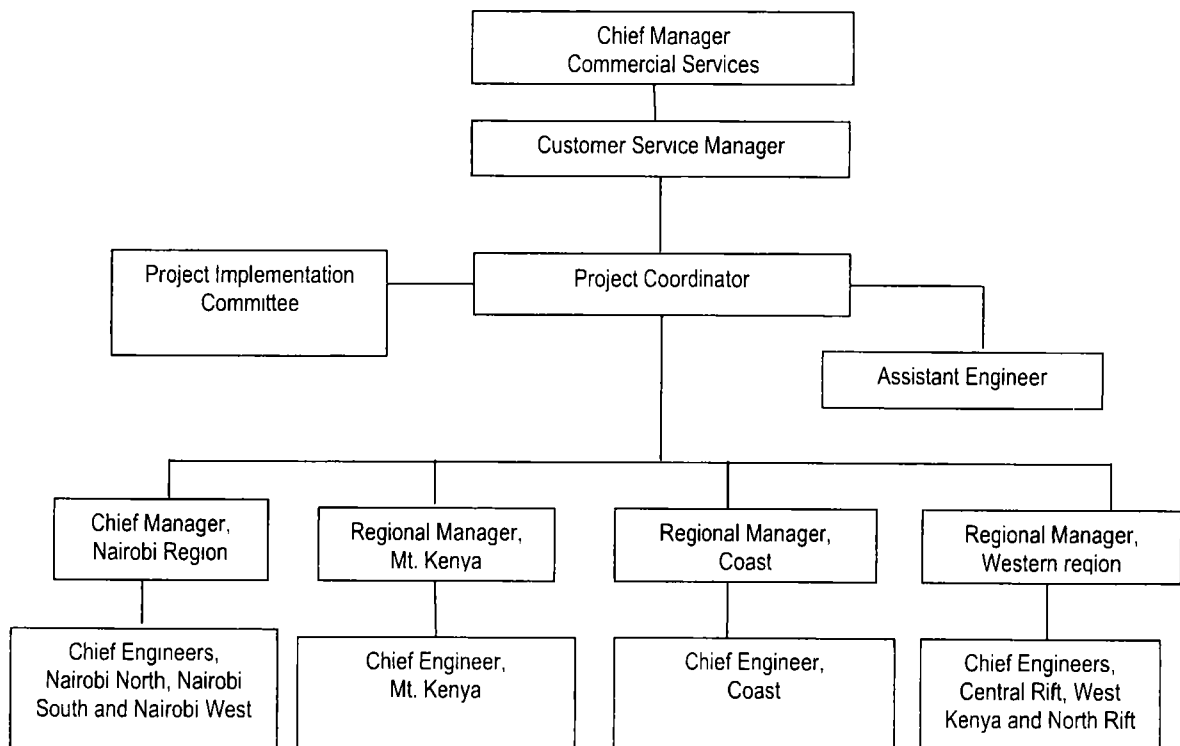 Chief Manager
Commercial Services
Customer Service Manager
Project Implementation
Committee
Project Coordinator
Assistant Engineer
Chief Manager,
Nairobi Region
Regional Manager,
Mt. Kenya
Regional Manager,
Coast
Regional Manager,
Western region
Chief Engineers,
Nairobi North, Nairobi
South and Nairobi West
Chief Engineer,
Mt. Kenya
Chief Engineer,
Coast
Chief Engineers,
Central Rift, West
Kenya and North Rift